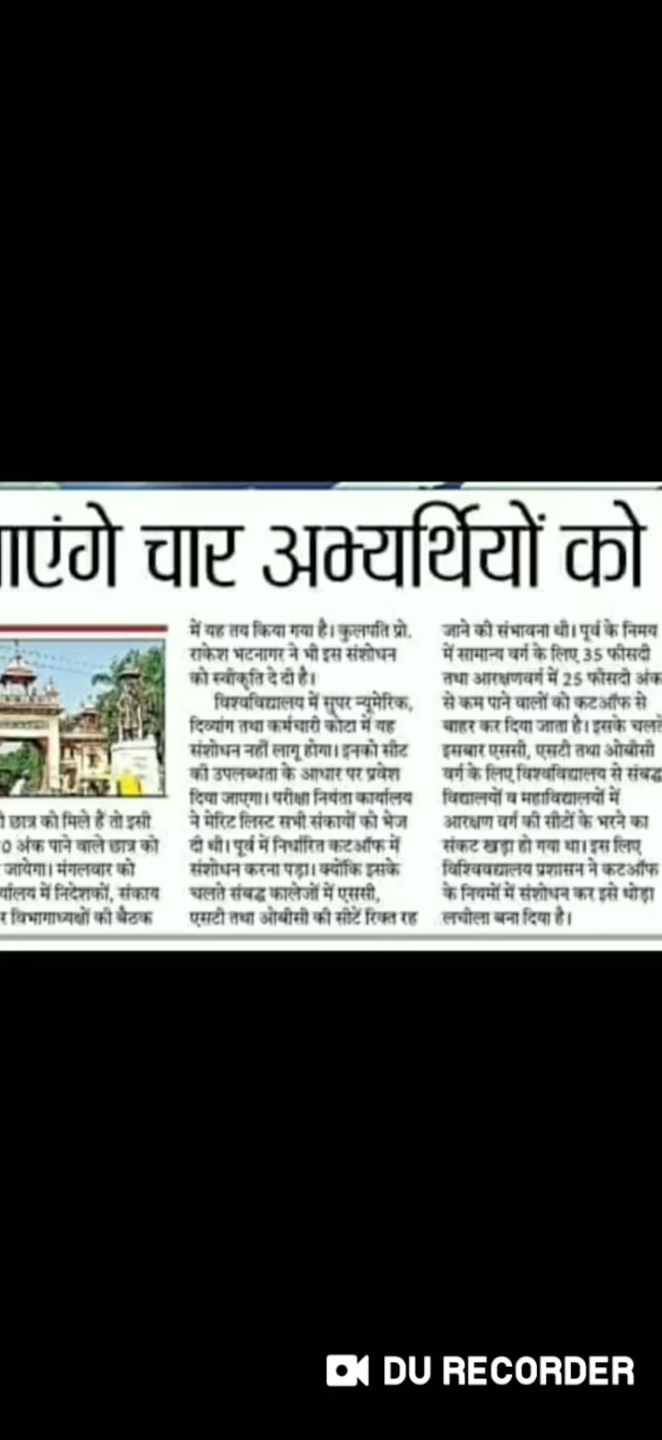 ाएंगे चार अभ्यर्थियों को
छात्र को मिले हैं तो इसी
0 अंक पाने वाले छात्र को
जायेगा। मंगलवार को
र्यालय में निदेशकों, संकाय
र विभागाध्यक्षों की बैठक
में यह तय किया गया है। कुलपति प्रो.
राकेश भटनागर ने भी इस संशोधन
को स्वीकृति दे दी है।
विश्वविद्यालय में सुपर न्यूमेरिक,
दिव्यांग तथा कर्मचारी कोटा में यह
संशोधन नहीं लागू होगा। इनको सीट
की उपलब्धता के आधार पर प्रवेश
दिया जाएगा। परीक्षा नियंता कार्यालय
ने मेरिट लिस्ट सभी संकायों को भेज
दी थी। पूर्व में निर्धारित कटऑफ में
संशोधन करना पड़ा। क्योंकि इसके
चलते संबद्ध कालेजों में एससी,
एसटी तथा ओबीसी की सीटें रिक्त रह
जाने की संभावना थी। पूर्व के नियम
में सामान्य वर्ग के लिए 35 फीसदी
तथा आरक्षणवर्ग में 25 फीसदी अंक
से कम पाने वालों को कटऑफ से
बाहर कर दिया जाता है। इसके चलते
इसबार एससी, एसटी तथा ओबीसी
वर्ग के लिए विश्वविद्यालय से संबद्ध
विद्यालयों व महाविद्यालयों में
आरक्षण वर्ग की सीटों के भरने का
संकट खड़ा हो गया था। इस लिए
विश्विवद्यालय प्रशासन ने कटऑफ
के नियमों में संशोधन कर इसे थोड़ा
लचीला बना दिया है।
DU RECORDER